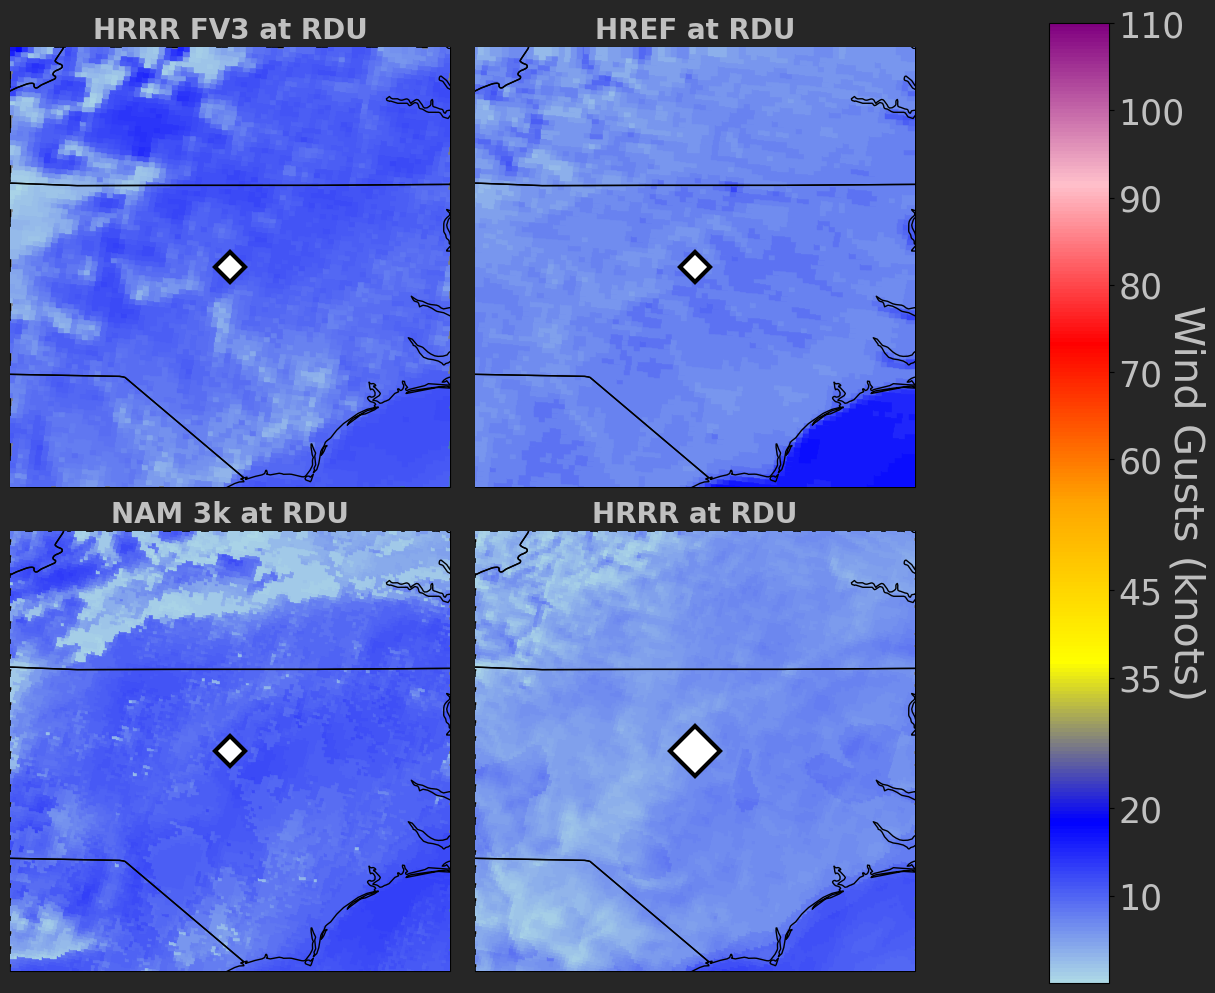 HRRR FV3 at RDU
HREF at RDU
NAM 3k at RDU
HRRR at RDU
110
100
90
80
70
60
45
35
20
10
Wind Gusts (knots)